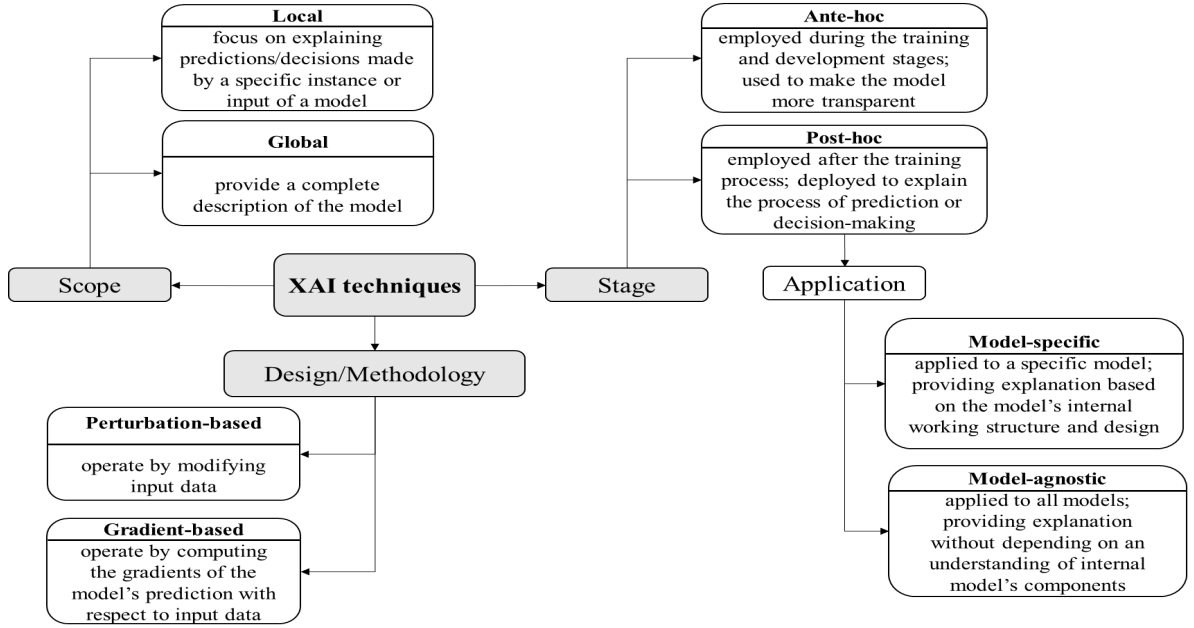 Local
focus on explaining
predictions/decisions made
by a specific instance or
input of a model
Global
provide a complete
description of the model
Scope
XAI techniques
Stage
Ante-hoc
employed during the training
and development stages;
used to make the model
more transparent
Post-hoc
employed after the training
process; deployed to explain
the process of prediction or
decision-making
Application
Model-specific
applied to a specific model;
providing explanation based
on the model's internal
working structure and design
Model-agnostic
applied to all models;
providing explanation
without depending on an
understanding of internal
model's components
Design/Methodology
Perturbation-based
operate by modifying
input data
Gradient-based
operate by computing
the gradients of the
model's prediction with
respect to input data